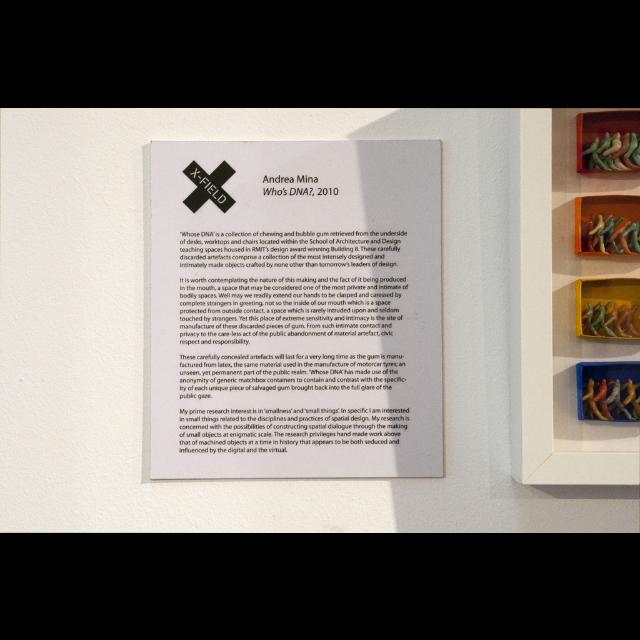 X-FIELD
Andrea Mina
Who's DNA?, 2010
'Whose DNA' is a collection of chewing and bubble gum retrieved from the underside
of desks, worktops and chairs located within the School of Architecture and Design
teaching spaces housed in RMIT's design award winning Building 8. These carefully
discarded artefacts comprise a collection of the most intensely designed and
intimately made objects crafted by none other than tomorrow's leaders of design.
It is worth contemplating the nature of this making and the fact of it being produced
in the mouth, a space that may be considered one of the most private and intimate of
bodily spaces. Well may we readily extend our hands to be clasped and caressed by
complete strangers in greeting, not so the inside of our mouth which is a space
protected from outside contact, a space which is rarely intruded upon and seldom
touched by strangers. Yet this place of extreme sensitivity and intimacy is the site of
manufacture of these discarded pieces of gum. From such intimate contact and
privacy to the care-less act of the public abandonment of material artefact, civic
respect and responsibility.
These carefully concealed artefacts will last for a very long time as the gum is manu-
factured from latex, the same material used in the manufacture of motorcar tyres; an
unseen, yet permanent part of the public realm. 'Whose DNA' has made use of the
anonymity of generic matchbox containers to contain and contrast with the specific-
ity of each unique piece of salvaged gum brought back into the full glare of the
public gaze.
My prime research interest is in 'smallness' and 'small things'. In specific I am interested
in small things related to the disciplines and practices of spatial design. My research is
concerned with the possibilities of constructing spatial dialogue through the making
of small objects at enigmatic scale. The research privileges hand made work above
that of machined objects at a time in history that appears to be both seduced and
influenced by the digital and the virtual.